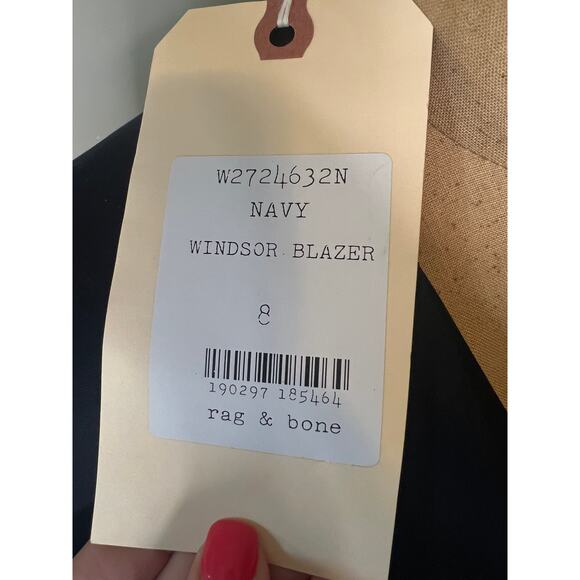 W2724632N
NAVY
WINDSOR BLAZER
8
190297 185464
rag & bone